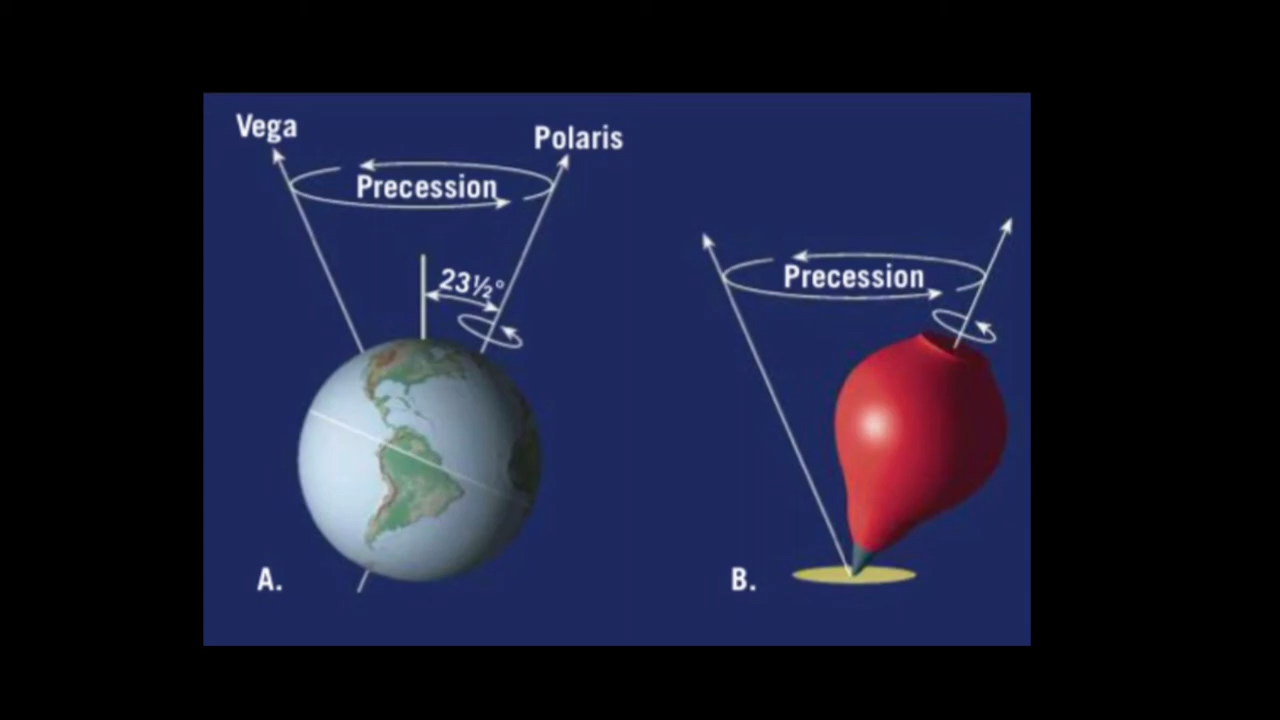 Vega
Polaris
Precession
23½°
A.
Precession
B.